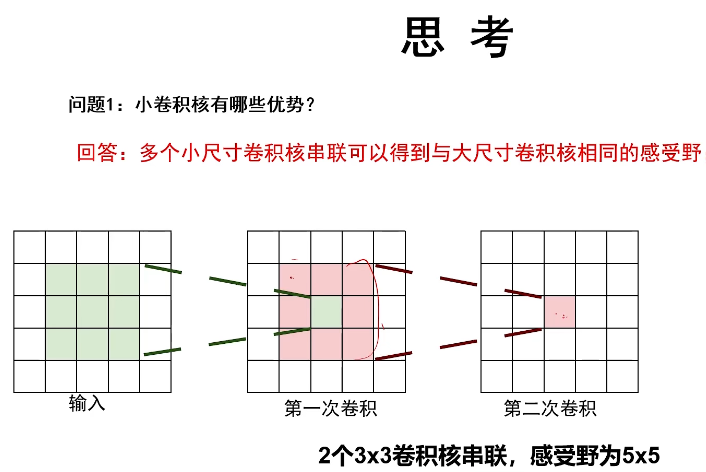 思 考
问题1：小卷积核有哪些优势？
回答：多个小尺寸卷积核串联可以得到与大尺寸卷积核相同的感受野
输入
第一次卷积
第二次卷积
2个3x3卷积核串联，感受野为5x5